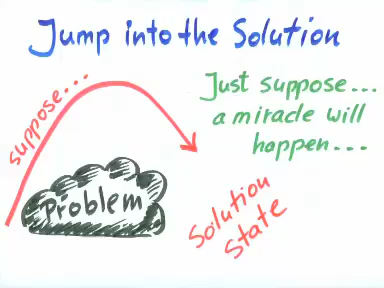 Jump into the Solution
suppose...
Just suppose...
a miracle will
happen...
problem
Solution
State